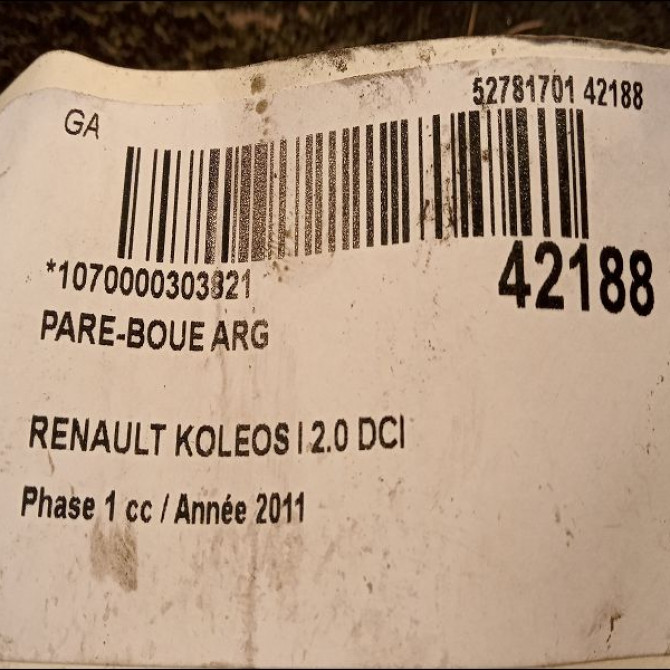 52781701 42188
GA
*1070000303821
42188
PARE-BOUE ARG
RENAULT KOLEOS I 2.0 DCI
Phase 1 cc / Année 2011